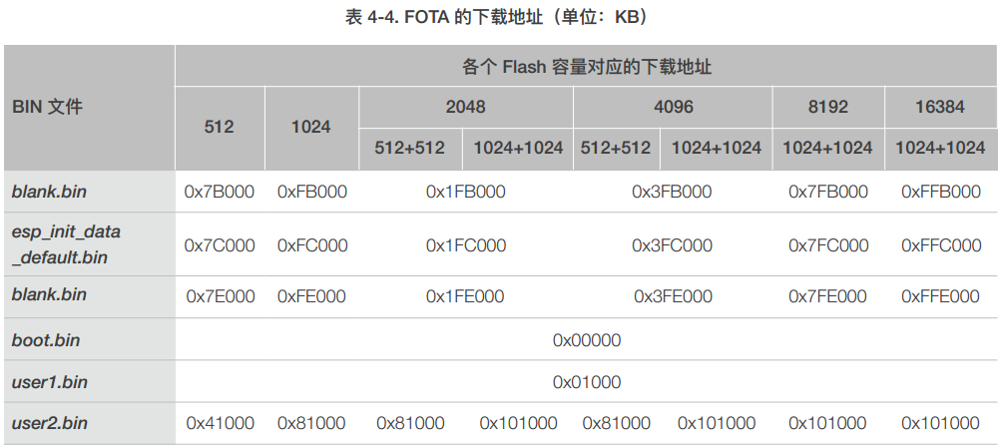 表 4-4. FOTA 的下载地址（单位：KB）
BIN 文件
各个 Flash 容量对应的下载地址
512 1024 2048 4096 8192 16384
512+512 1024+1024 512+512 1024+1024 1024+1024 1024+1024
blank.bin 0x7B000 0xFB000 0x1FB000 0x3FB000 0x7FB000 0xFFB000
esp_init_data
_default.bin 0x7C000 0xFC000 0x1FC000 0x3FC000 0x7FC000 0xFFC000
blank.bin 0x7E000 0xFE000 0x1FE000 0x3FE000 0x7FE000 0xFFE000
boot.bin 0x00000
user1.bin 0x01000
user2.bin 0x41000 0x81000 0x81000 0x101000 0x81000 0x101000 0x101000 0x101000